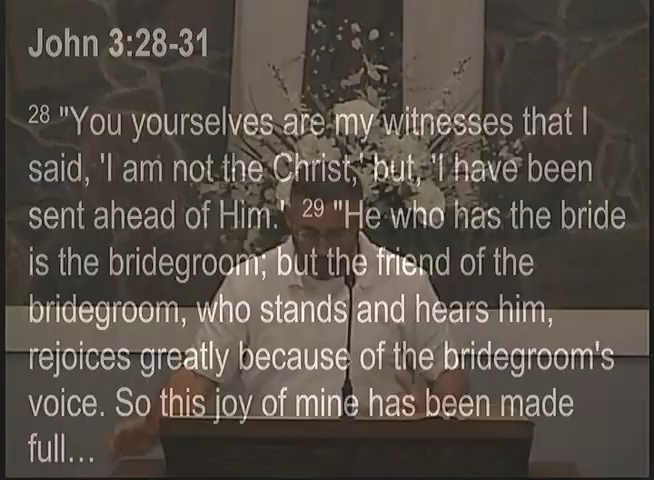 John 3:28-31
28 "You yourselves are my witnesses that I
said, 'I am not the Christ,' but, 'I have been
sent ahead of Him.' 29 "He who has the bride
is the bridegroom; but the friend of the
bridegroom, who stands and hears him,
rejoices greatly because of the bridegroom's
voice. So this joy of mine has been made
full…